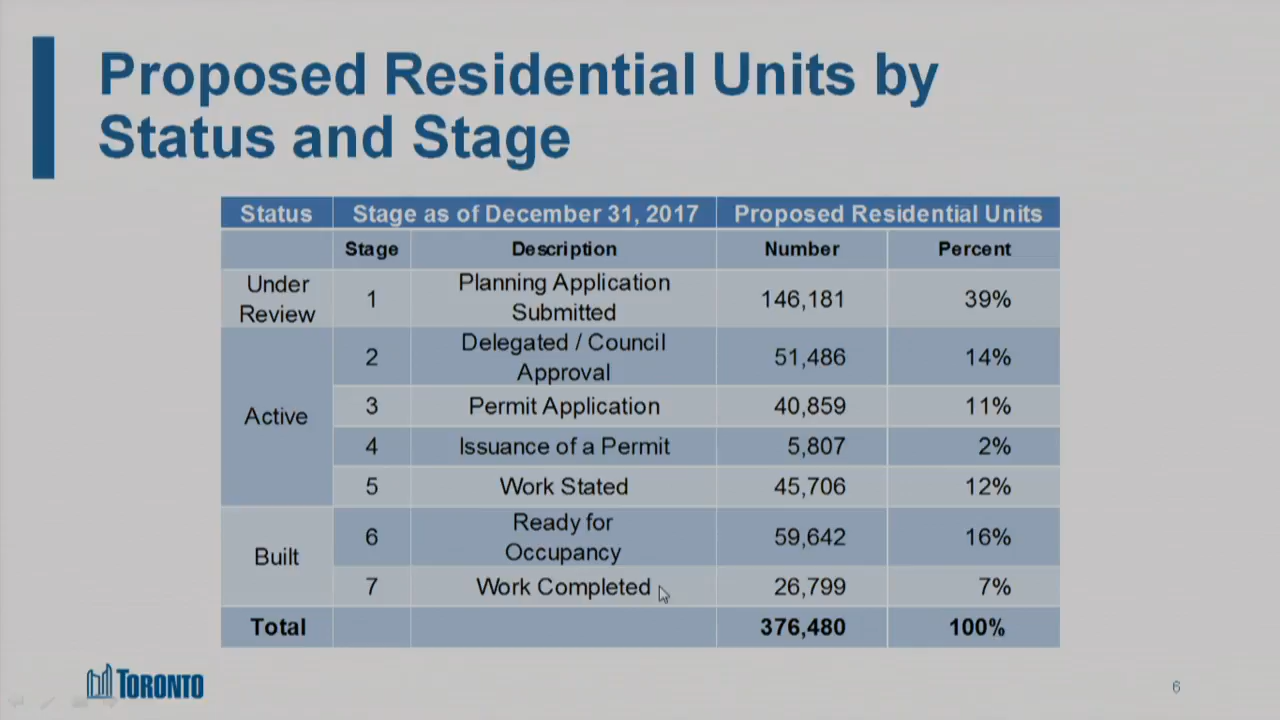 Proposed Residential Units by
Status and Stage
Status Stage as of December 31, 2017 Proposed Residential Units
Stage Description Number Percent
Under Review 1 Planning Application Submitted 146,181 39%
Active 2 Delegated / Council Approval 51,486 14%
3 Permit Application 40,859 11%
4 Issuance of a Permit 5,807 2%
5 Work Stated 45,706 12%
Built 6 Ready for Occupancy 59,642 16%
7 Work Completed 26,799 7%
Total 376,480 100%
TORONTO
6